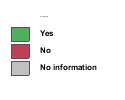 Yes
No
No information